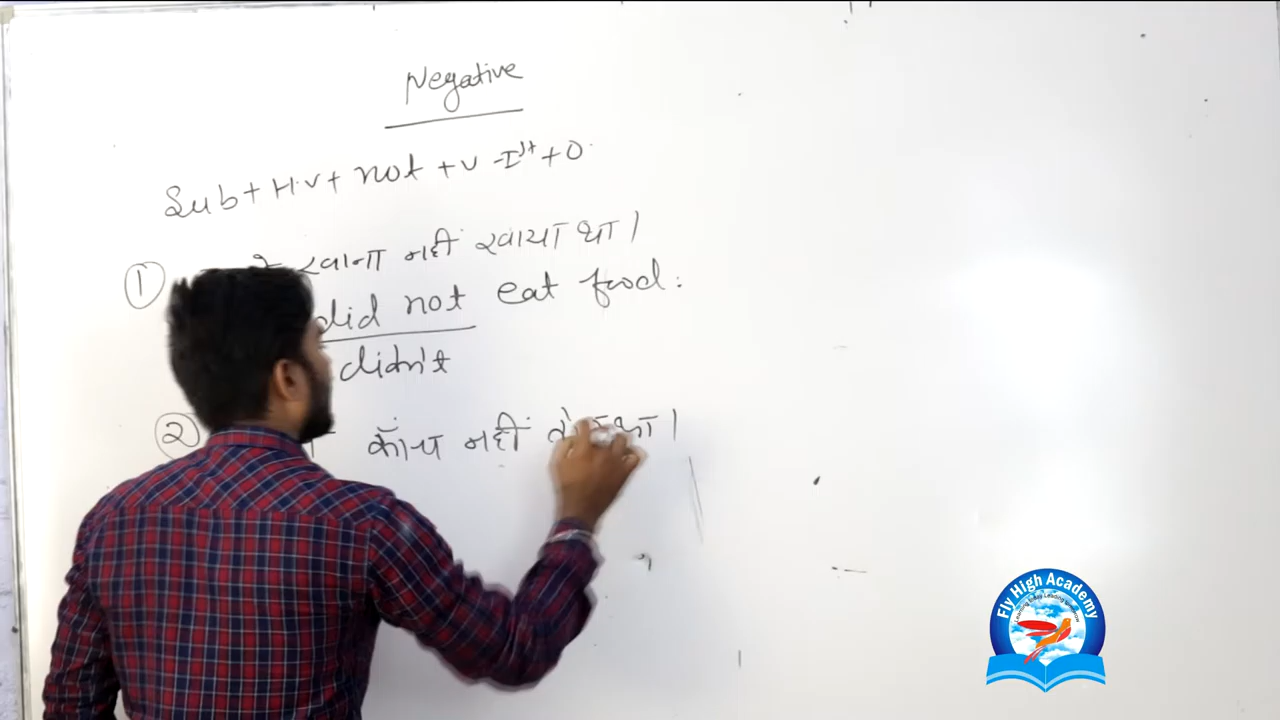 Negative
Sub + H.V + not + V-Ist + O.
① खाना नहीं खाया था।
did not eat food.
didn't
② काँच नहीं था।
Fly High Academy